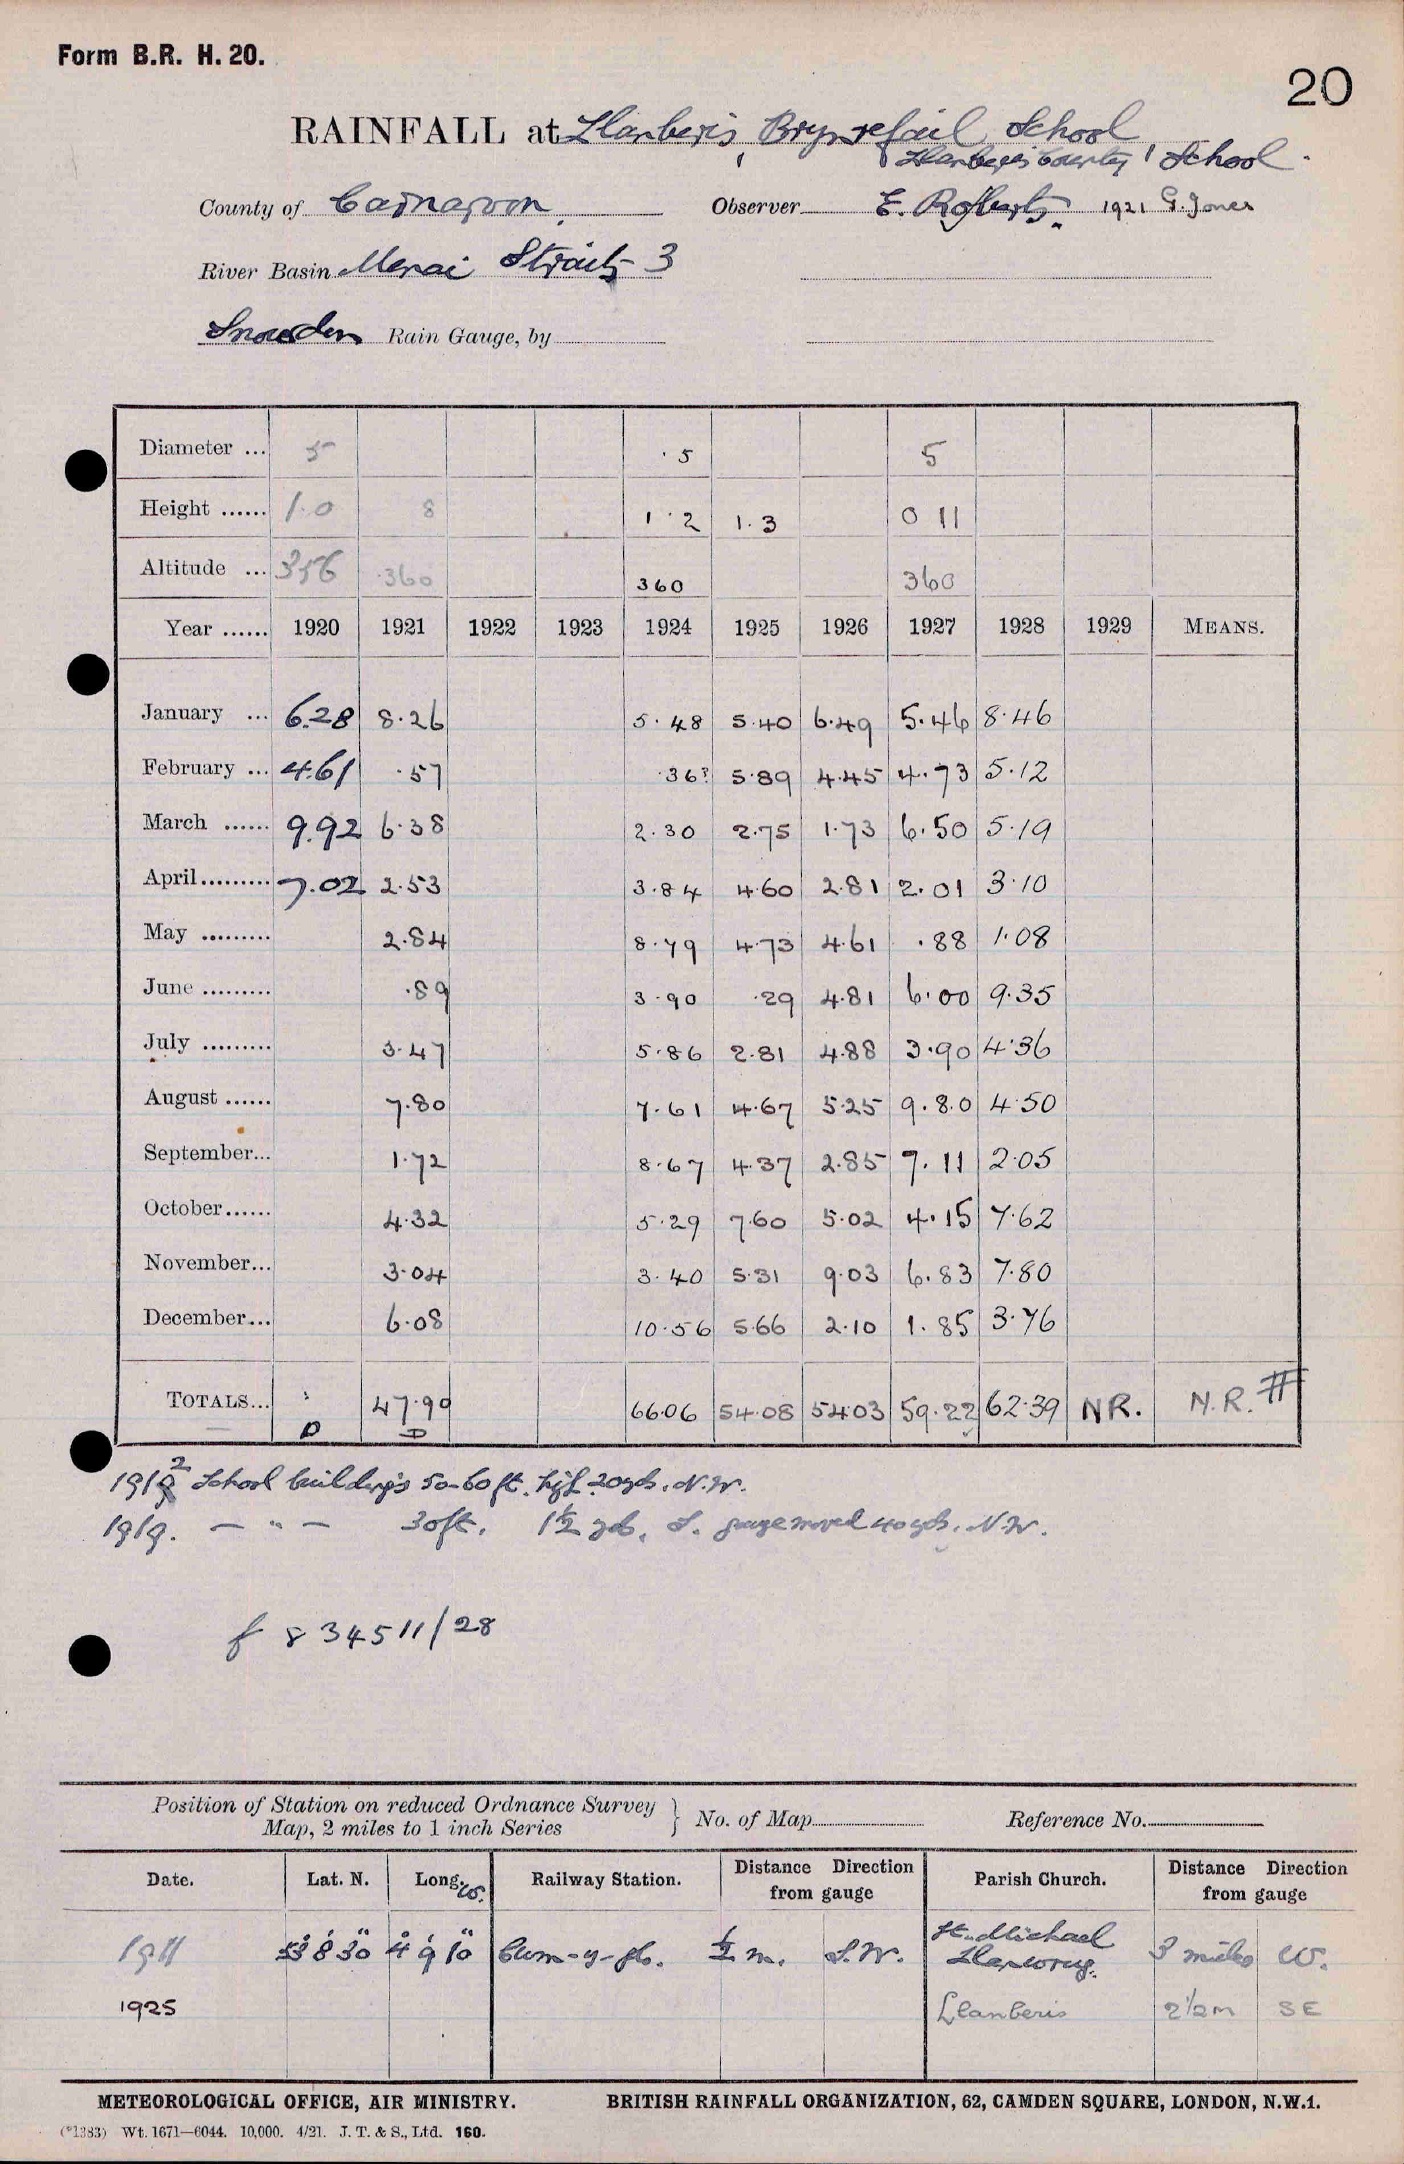 Form B.R. H. 20.
20
RAINFALL at Llanberis, Brynrefail School
Llanberis County School.
County of Carnarvon. Observer E. Roberts. 1921 G. Jones
River Basin Menai Straits 3
Snowdon Rain Gauge, by
Diameter ... 5 5 5
Height ...... 1.0 8 1.2 1.3 0 11
Altitude ... 356 360 360 360
Year ...... 1920 1921 1922 1923 1924 1925 1926 1927 1928 1929 MEANS.
January ... 6.28 8.26 5.48 5.40 6.49 5.46 8.46
February ... 4.61 .57 .36? 5.89 4.45 4.73 5.12
March ...... 9.92 6.38 2.30 2.75 1.73 6.50 5.19
April ......... 7.02 2.53 3.84 4.60 2.81 2.01 3.10
May ......... 2.84 8.79 4.73 4.61 .88 1.08
June ......... .89 3.90 .29 4.81 6.00 9.35
July ......... 3.47 5.86 2.81 4.88 3.90 4.36
August ...... 7.80 7.61 4.67 5.25 9.80 4.50
September... 1.72 8.67 4.37 2.85 7.11 2.05
October...... 4.32 5.29 7.60 5.02 4.15 7.62
November... 3.04 3.40 5.31 9.03 6.83 7.80
December... 6.08 10.56 5.66 2.10 1.85 3.76
TOTALS... 47.90 66.06 54.08 54.03 59.22 62.39 NR. N.R. #
D D
1912 School buildings 50-60 ft. high 20yds. N.W.
1919. — " — 30ft. 1½ yds. S. gauge moved 40 yds. N.W.
f 8 3 4 5 11/28
Position of Station on reduced Ordnance Survey
Map, 2 miles to 1 inch Series } No. of Map Reference No.
Date. Lat. N. Long. W. Railway Station. Distance Direction from gauge Parish Church. Distance Direction from gauge
1911 53° 8' 30" 4° 9' 10" Cwm-y-glo. ½ m. S.W. St. Michael Llanrug. 3 miles W.
1925 Llanberis 2½m SE
METEOROLOGICAL OFFICE, AIR MINISTRY. BRITISH RAINFALL ORGANIZATION, 62, CAMDEN SQUARE, LONDON, N.W.1.
(*1383) Wt. 1671—6044. 10,000. 4/21. J. T. & S., Ltd. 160.